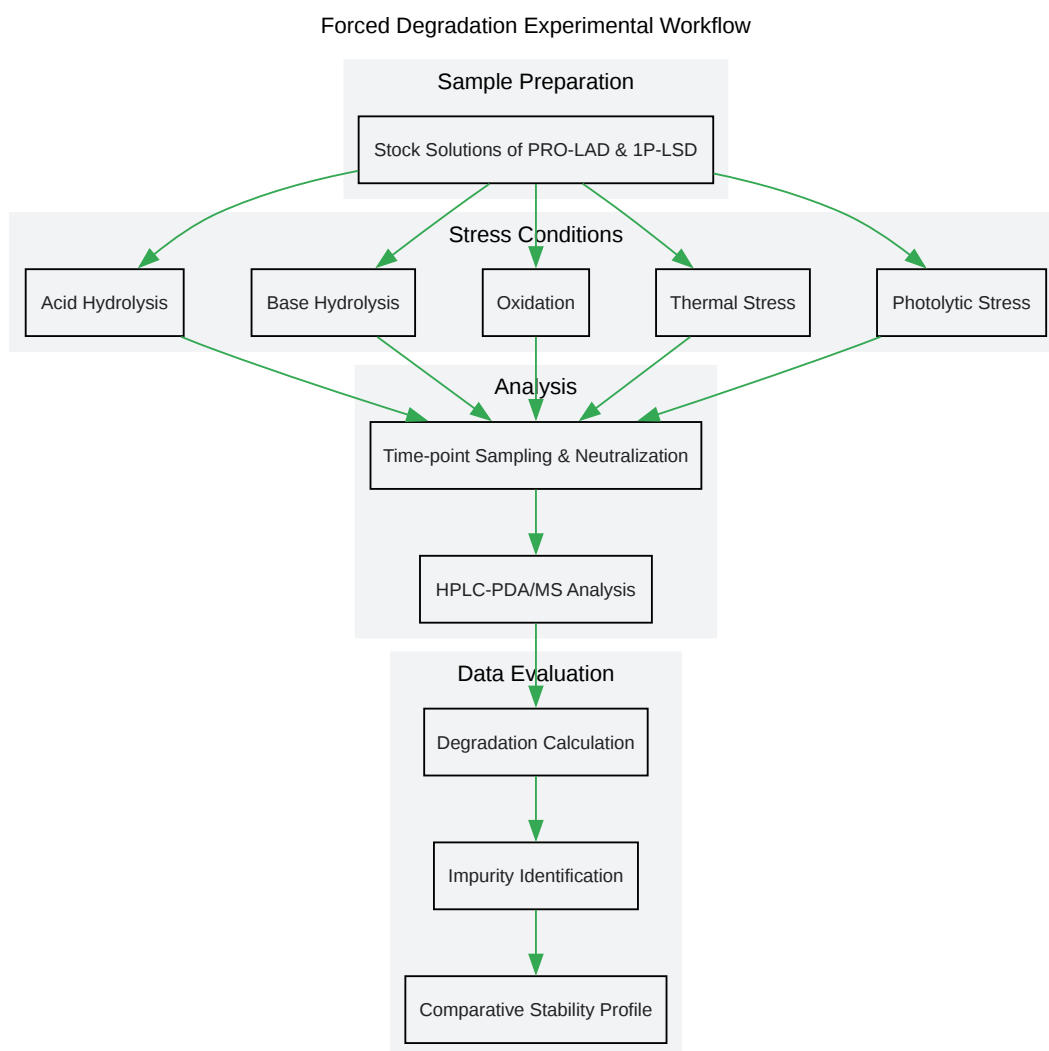 Forced Degradation Experimental Workflow
Sample Preparation
Stock Solutions of PRO-LAD & 1P-LSD
Stress Conditions
Acid Hydrolysis
Base Hydrolysis
Oxidation
Thermal Stress
Photolytic Stress
Analysis
Time-point Sampling & Neutralization
HPLC-PDA/MS Analysis
Data Evaluation
Degradation Calculation
Impurity Identification
Comparative Stability Profile